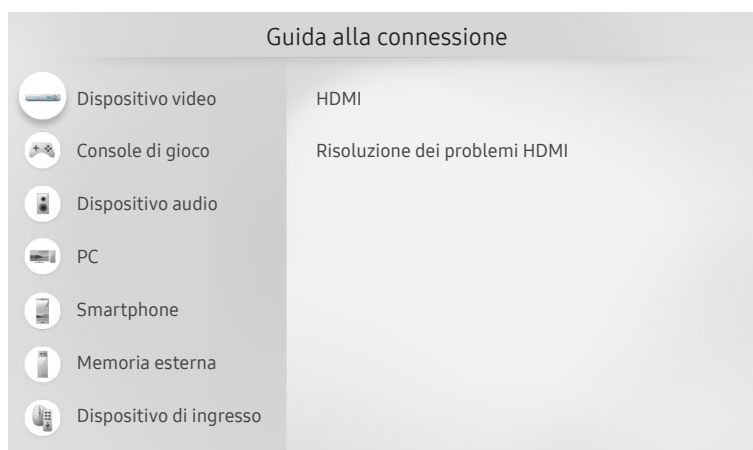 Guida alla connessione
Dispositivo video
Console di gioco
Dispositivo audio
PC
Smartphone
Memoria esterna
Dispositivo di ingresso
HDMI
Risoluzione dei problemi HDMI